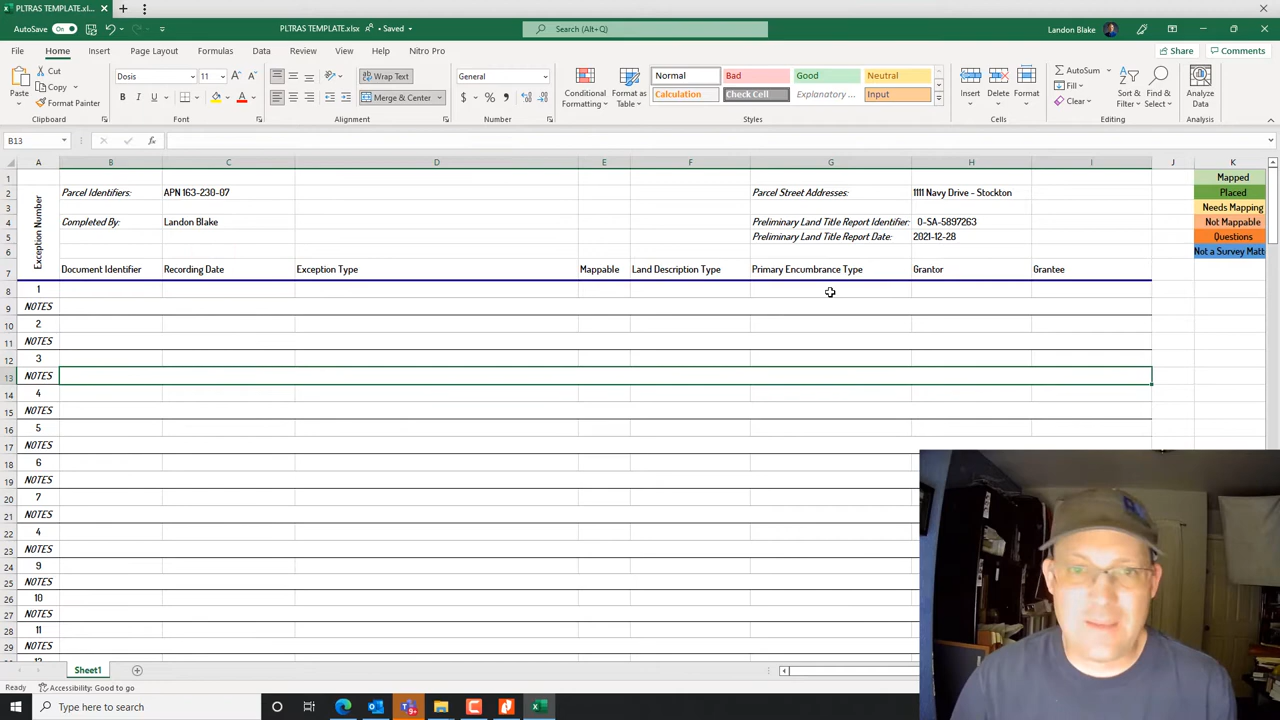 PLTRAS TEMPLATE.xlsx - Exc...
AutoSave On PLTRAS TEMPLATE.xlsx • Saved Search (Alt+Q) Landon Blake
File Home Insert Page Layout Formulas Data Review View Help Nitro Pro Share Comments
Paste Cut Copy Format Painter Clipboard
Dosis 11 B I U Font
Wrap Text Merge & Center Alignment
General $ % Number
Conditional Formatting Format as Table Normal Bad Good Neutral
Calculation Check Cell Explanatory ... Input Styles
Insert Delete Format Cells
AutoSum Fill Clear Sort & Filter Find & Select Editing
Analyze Data Analysis
B13 fx
A B C D E F G H I J K
1 Mapped
2 Parcel Identifiers: APN 163-230-07 Parcel Street Addresses: 1111 Navy Drive - Stockton Placed
3 Needs Mapping
4 Completed By: Landon Blake Preliminary Land Title Report Identifier: O-SA-5897263 Not Mappable
5 Preliminary Land Title Report Date: 2021-12-28 Questions
6 Not a Survey Matt
7 Exception Number Document Identifier Recording Date Exception Type Mappable Land Description Type Primary Encumbrance Type Grantor Grantee
8 1
9 NOTES
10 2
11 NOTES
12 3
13 NOTES
14 4
15 NOTES
16 5
17 NOTES
18 6
19 NOTES
20 7
21 NOTES
22 4
23 NOTES
24 9
25 NOTES
26 10
27 NOTES
28 11
29 NOTES
Sheet1
Ready Accessibility: Good to go
Type here to search